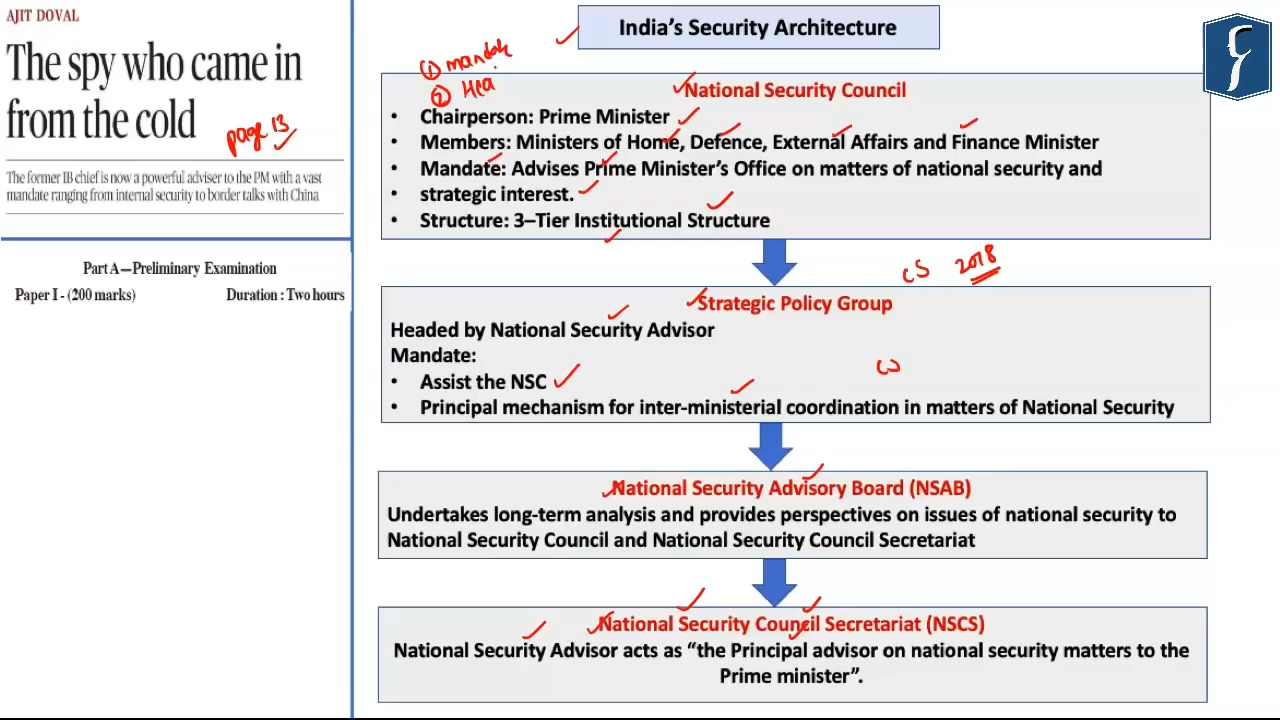 AJIT DOVAL
The spy who came in
from the cold
page 13
The former IB chief is now a powerful adviser to the PM with a vast
mandate ranging from internal security to border talks with China
Part A—Preliminary Examination
Paper I - (200 marks) Duration : Two hours
India's Security Architecture
① mandate
② Hea
National Security Council
• Chairperson: Prime Minister
• Members: Ministers of Home, Defence, External Affairs and Finance Minister
• Mandate: Advises Prime Minister's Office on matters of national security and
• strategic interest.
• Structure: 3–Tier Institutional Structure
CS 2018
Strategic Policy Group
Headed by National Security Advisor
Mandate:
• Assist the NSC
• Principal mechanism for inter-ministerial coordination in matters of National Security
National Security Advisory Board (NSAB)
Undertakes long-term analysis and provides perspectives on issues of national security to
National Security Council and National Security Council Secretariat
National Security Council Secretariat (NSCS)
National Security Advisor acts as “the Principal advisor on national security matters to the
Prime minister”.